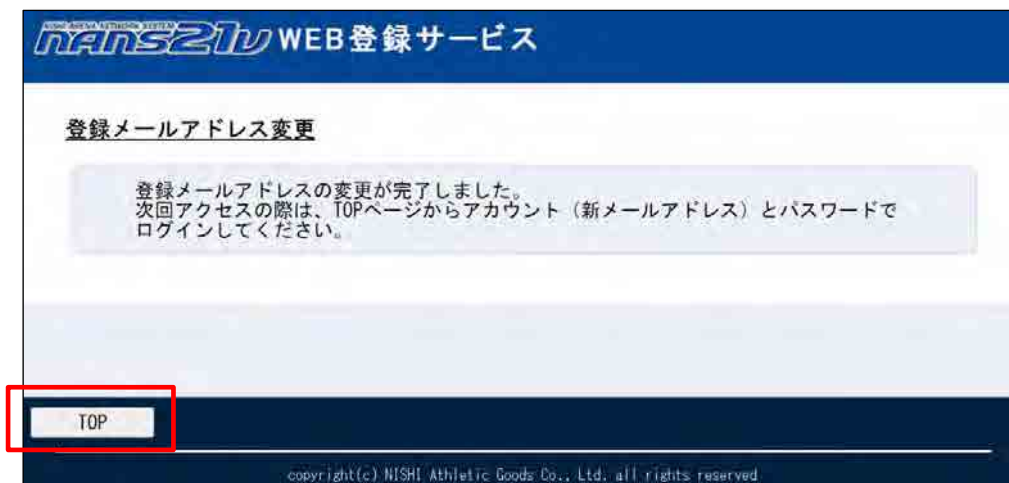 NISHI ARENA NETWORK SYSTEM
nans21v WEB登録サービス
登録メールアドレス変更
登録メールアドレスの変更が完了しました。
次回アクセスの際は、TOPページからアカウント（新メールアドレス）とパスワードで
ログインしてください。
TOP
copyright(c) NISHI Athletic Goods Co., Ltd. all rights reserved